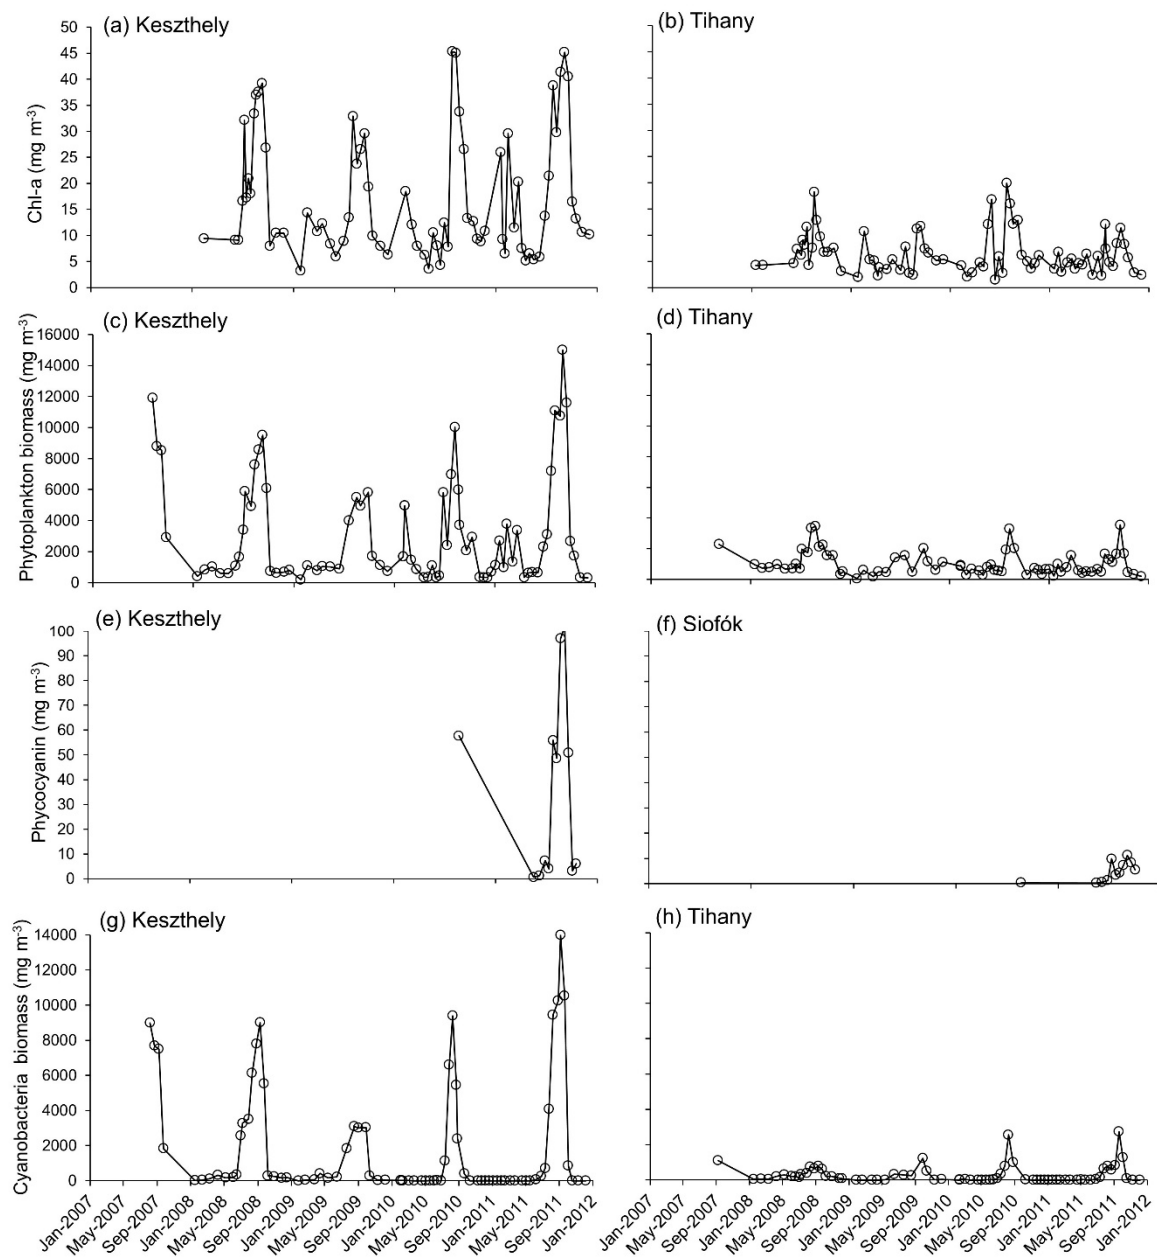 (a) Keszthely
(b) Tihany
50
45
40
35
30
25
20
15
10
5
0
Chl-a (mg m⁻³)
(c) Keszthely
(d) Tihany
16000
14000
12000
10000
8000
6000
4000
2000
0
Phytoplankton biomass (mg m⁻³)
(e) Keszthely
(f) Siofók
100
90
80
70
60
50
40
30
20
10
0
Phycocyanin (mg m⁻³)
(g) Keszthely
(h) Tihany
14000
12000
10000
8000
6000
4000
2000
0
Cyanobacteria biomass (mg m⁻³)
Jan-2007
May-2007
Sep-2007
Jan-2008
May-2008
Sep-2008
Jan-2009
May-2009
Sep-2009
Jan-2010
May-2010
Sep-2010
Jan-2011
May-2011
Sep-2011
Jan-2012
Jan-2007
May-2007
Sep-2007
Jan-2008
May-2008
Sep-2008
Jan-2009
May-2009
Sep-2009
Jan-2010
May-2010
Sep-2010
Jan-2011
May-2011
Sep-2011
Jan-2012